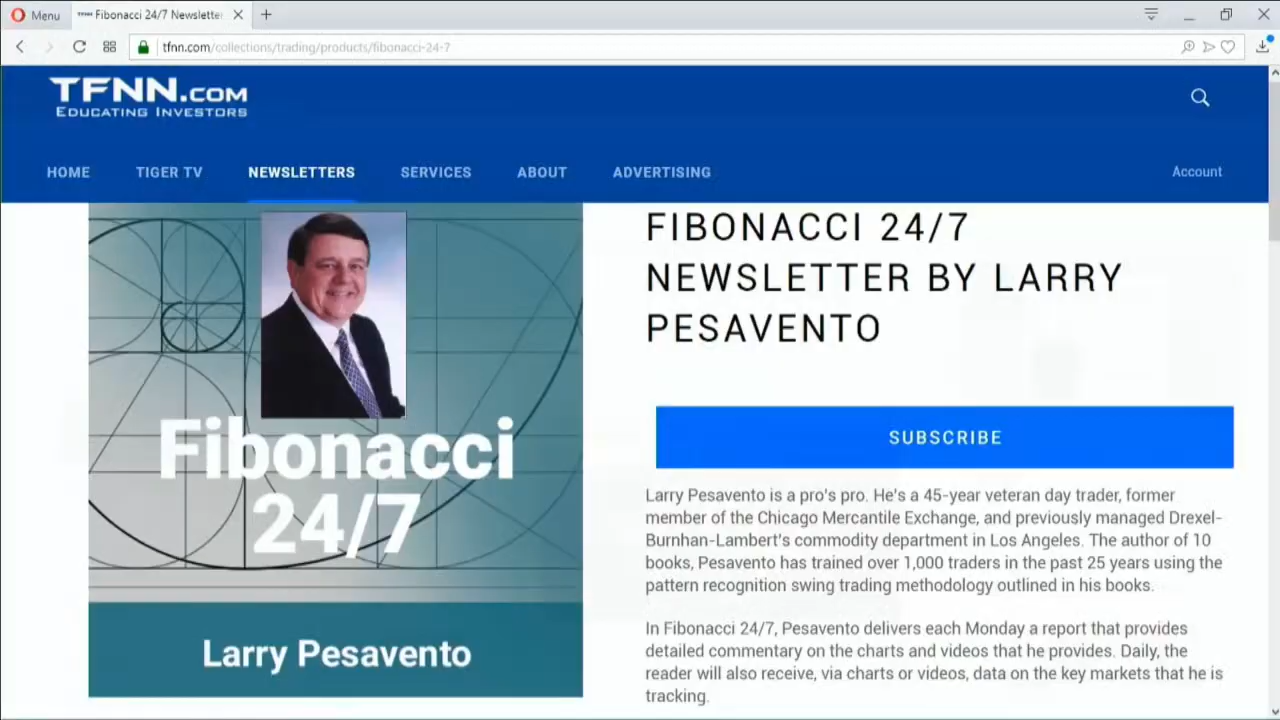 Menu
Fibonacci 24/7 Newslette
tfnn.com/collections/trading/products/fibonacci-24-7
TFNN.COM
EDUCATING INVESTORS
HOME TIGER TV NEWSLETTERS SERVICES ABOUT ADVERTISING Account
Fibonacci
24/7
Larry Pesavento
FIBONACCI 24/7
NEWSLETTER BY LARRY
PESAVENTO
SUBSCRIBE
Larry Pesavento is a pro's pro. He's a 45-year veteran day trader, former
member of the Chicago Mercantile Exchange, and previously managed Drexel-
Burnhan-Lambert's commodity department in Los Angeles. The author of 10
books, Pesavento has trained over 1,000 traders in the past 25 years using the
pattern recognition swing trading methodology outlined in his books.
In Fibonacci 24/7, Pesavento delivers each Monday a report that provides
detailed commentary on the charts and videos that he provides. Daily, the
reader will also receive, via charts or videos, data on the key markets that he is
tracking.